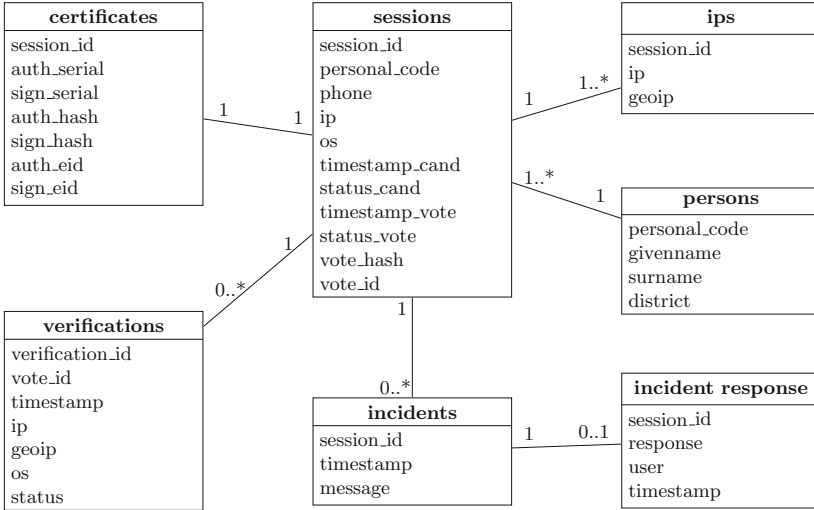 certificates
session_id
auth_serial
sign_serial
auth_hash
sign_hash
auth_eid
sign_eid
sessions
session_id
personal_code
phone
ip
os
timestamp_cand
status_cand
timestamp_vote
status_vote
vote_hash
vote_id
ips
session_id
ip
geoip
persons
personal_code
givenname
surname
district
verifications
verification_id
vote_id
timestamp
ip
geoip
os
status
incidents
session_id
timestamp
message
incident response
session_id
response
user
timestamp
1
1
1
1..*
1..*
1
1
0..*
1
0..*
1
0..1